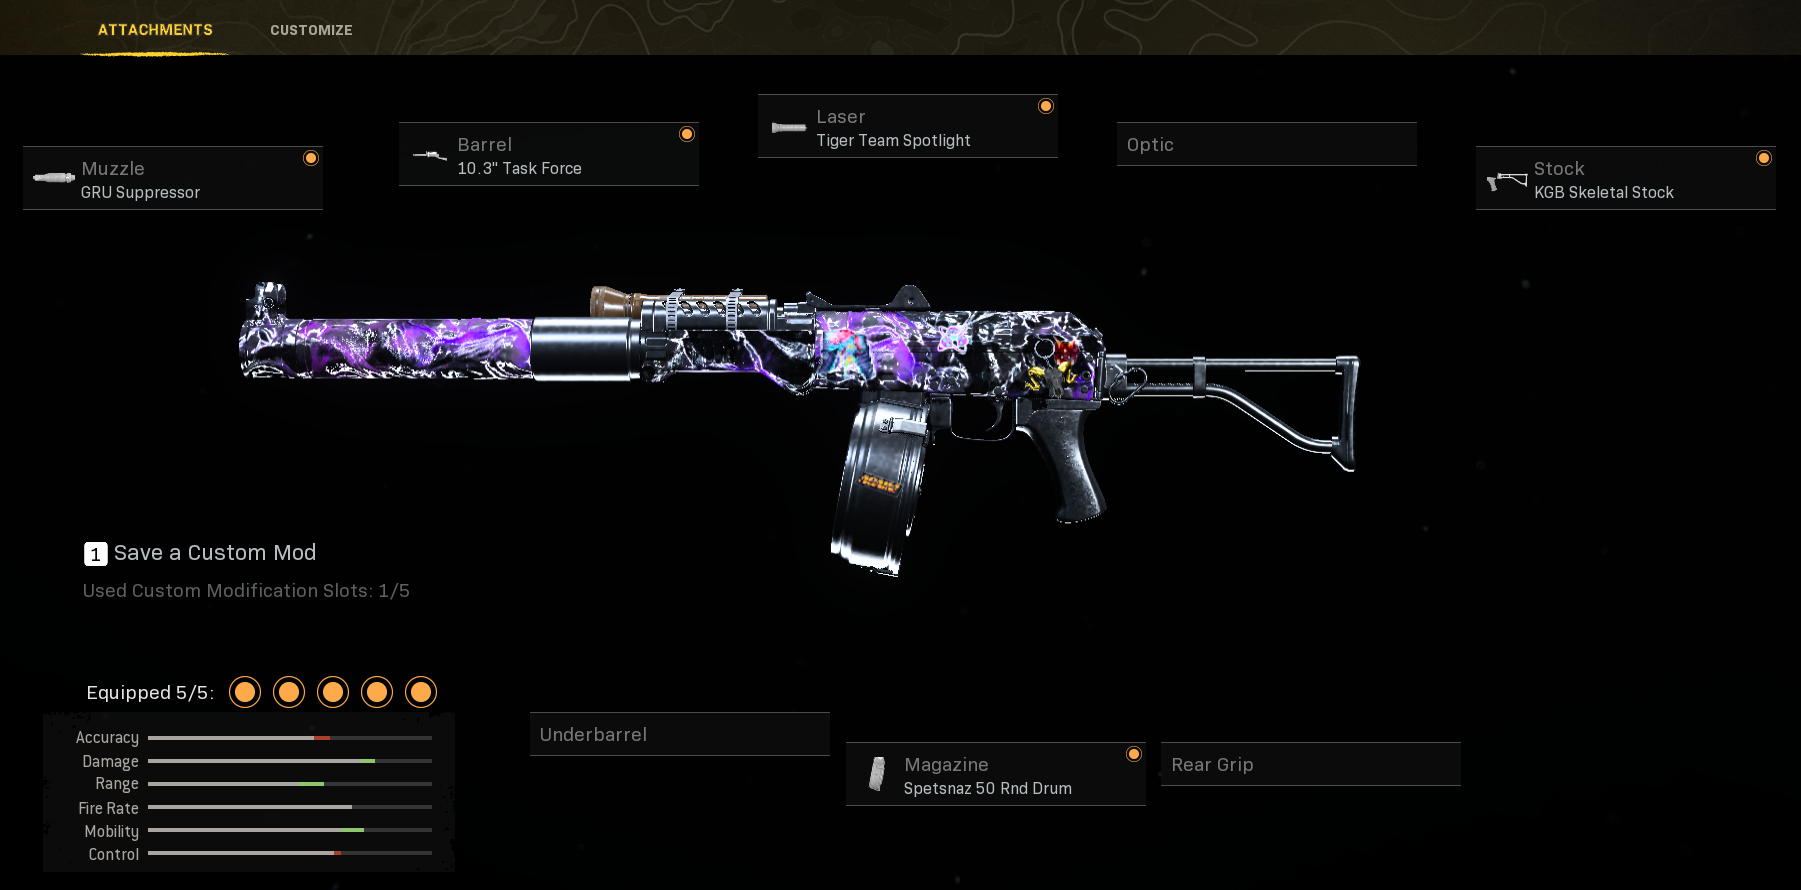 ATTACHMENTS
CUSTOMIZE
Muzzle
GRU Suppressor
Barrel
10.3" Task Force
Laser
Tiger Team Spotlight
Optic
Stock
KGB Skeletal Stock
1 Save a Custom Mod
Used Custom Modification Slots: 1/5
Equipped 5/5:
Accuracy
Damage
Range
Fire Rate
Mobility
Control
Underbarrel
Magazine
Spetsnaz 50 Rnd Drum
Rear Grip